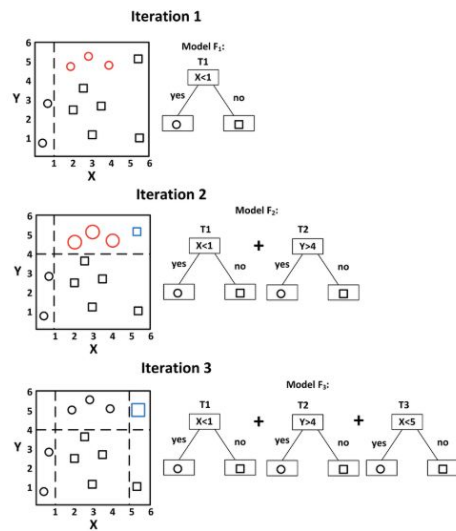 Iteration 1
Model F₁:
T1
X<1
yes no
6
5
4
Y 3
2
1
1 2 3 4 5 6
X
Iteration 2
Model F₂:
T1 + T2
X<1 Y>4
yes no yes no
6
5
4
Y 3
2
1
1 2 3 4 5 6
X
Iteration 3
Model F₃:
T1 + T2 + T3
X<1 Y>4 X<5
yes no yes no yes no
6
5
4
Y 3
2
1
1 2 3 4 5 6
X